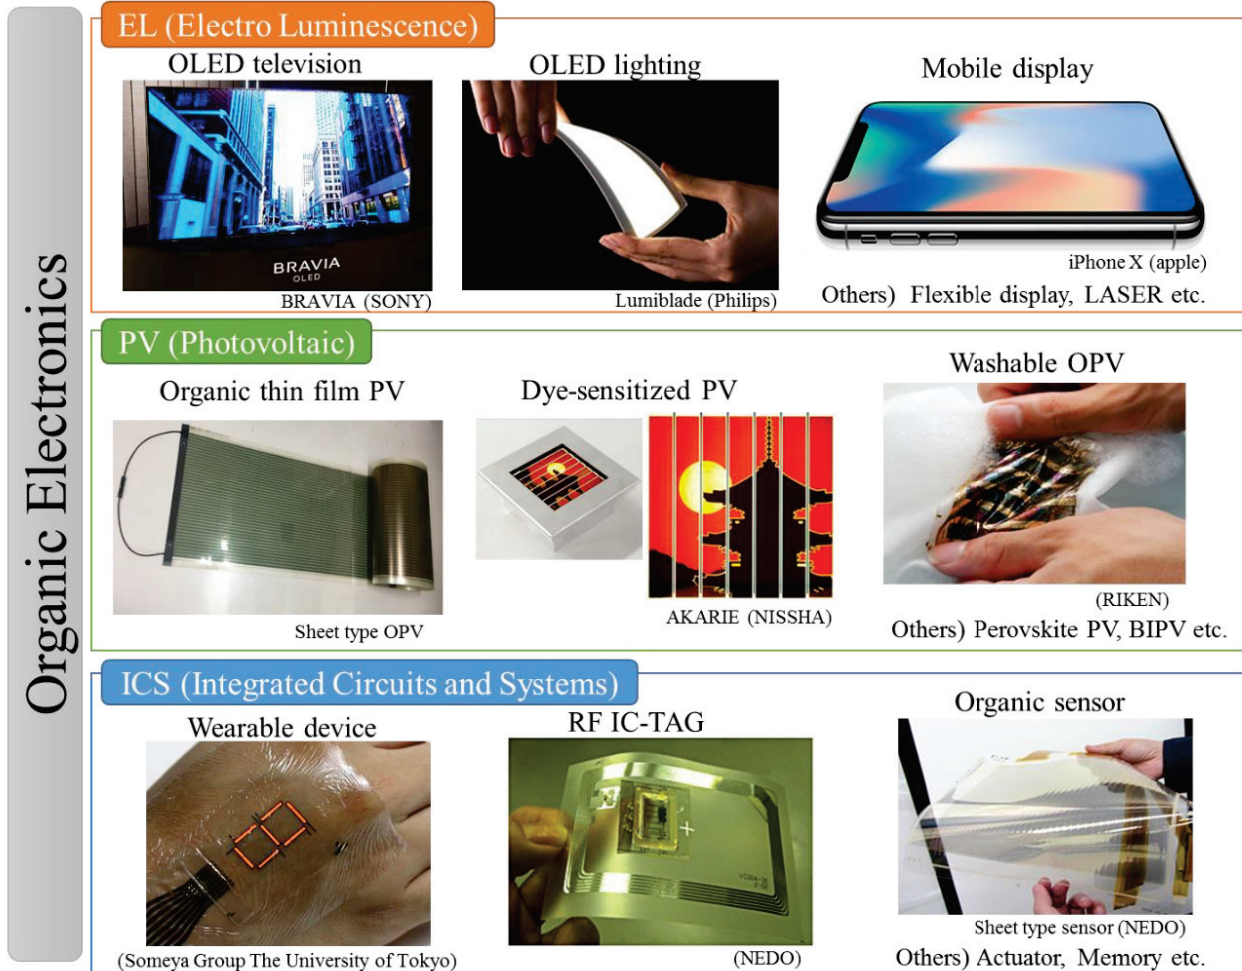 Organic Electronics
EL (Electro Luminescence)
OLED television
OLED lighting
Mobile display
BRAVIA
OLED
BRAVIA (SONY)
Lumiblade (Philips)
iPhone X (apple)
Others) Flexible display, LASER etc.
PV (Photovoltaic)
Organic thin film PV
Dye-sensitized PV
Washable OPV
Sheet type OPV
AKARIE (NISSHA)
(RIKEN)
Others) Perovskite PV, BIPV etc.
ICS (Integrated Circuits and Systems)
Wearable device
RF IC-TAG
Organic sensor
(Someya Group The University of Tokyo)
(NEDO)
Sheet type sensor (NEDO)
Others) Actuator, Memory etc.